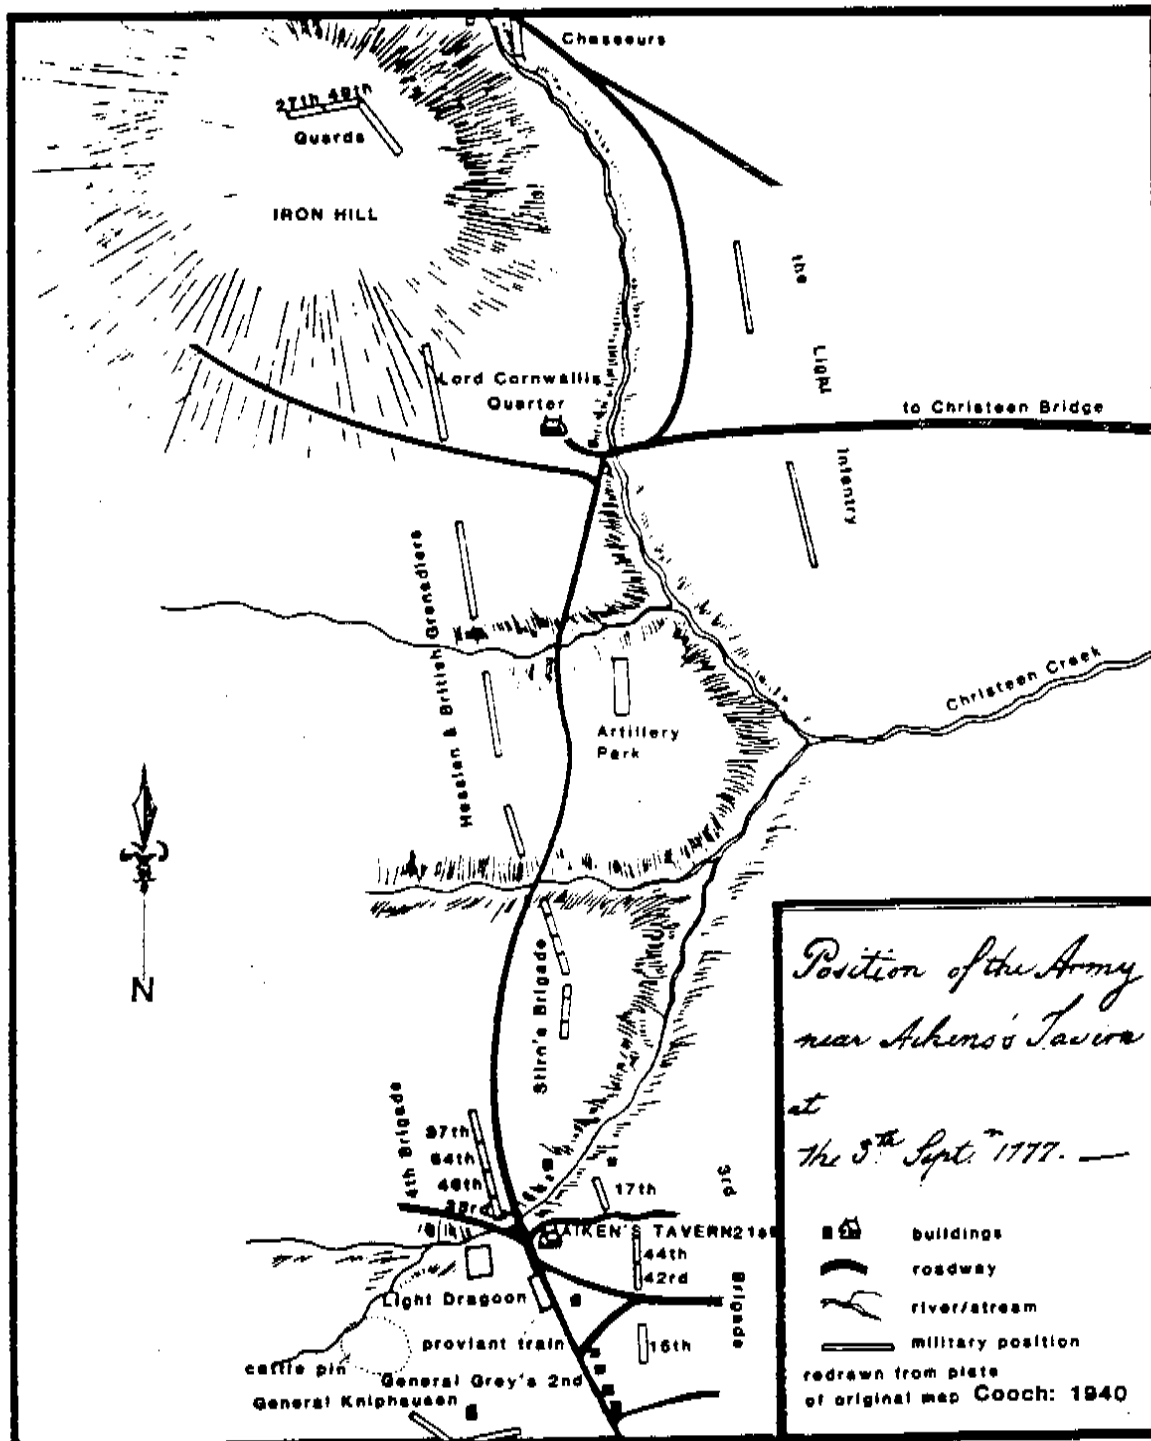 Chasseurs
27th 49th
Guards
IRON HILL
the
Light
Infantry
Lord Cornwallis
Quarter
to Christeen Bridge
Hessian & British Grenadiers
Christeen Creek
Artillery
Park
N
Stirn's Brigade
4th Brigade
37th
64th
46th
33rd
17th
3rd
Brigade
AIKEN'S TAVERN
21st
44th
42rd
Light Dragoon
proviant train
15th
cattle pin
General Grey's 2nd
General Kniphausen
Position of the Army
near Aikens's Tavern
at
the 3th Sept.r 1777. —
buildings
roadway
river/stream
military position
redrawn from plate
of original map Cooch: 1940